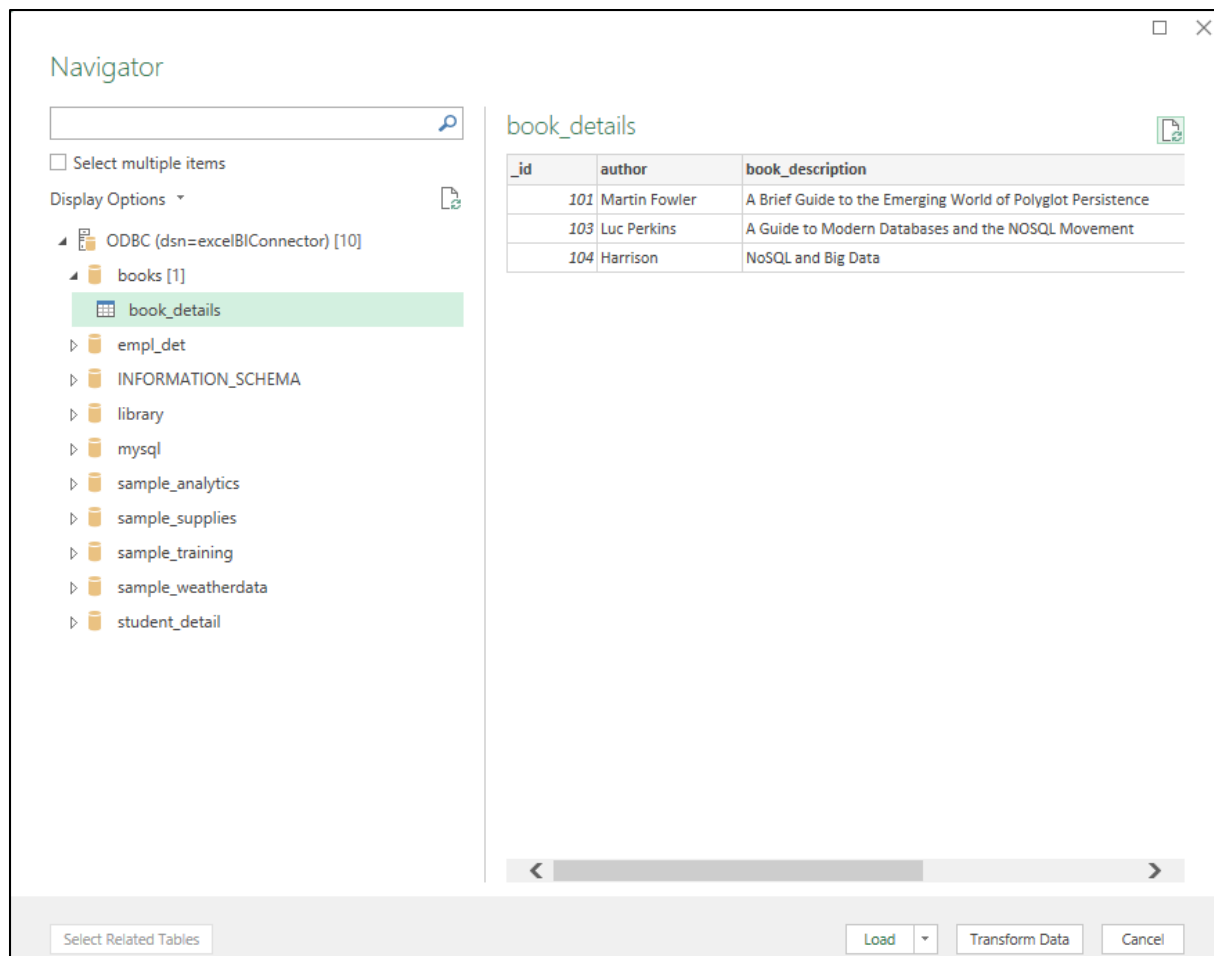 Navigator
Select multiple items
Display Options
ODBC (dsn=excelBIConnector) [10]
books [1]
book_details
empl_det
INFORMATION_SCHEMA
library
mysql
sample_analytics
sample_supplies
sample_training
sample_weatherdata
student_detail
book_details
_id author book_description
101 Martin Fowler A Brief Guide to the Emerging World of Polyglot Persistence
103 Luc Perkins A Guide to Modern Databases and the NOSQL Movement
104 Harrison NoSQL and Big Data
Select Related Tables Load Transform Data Cancel